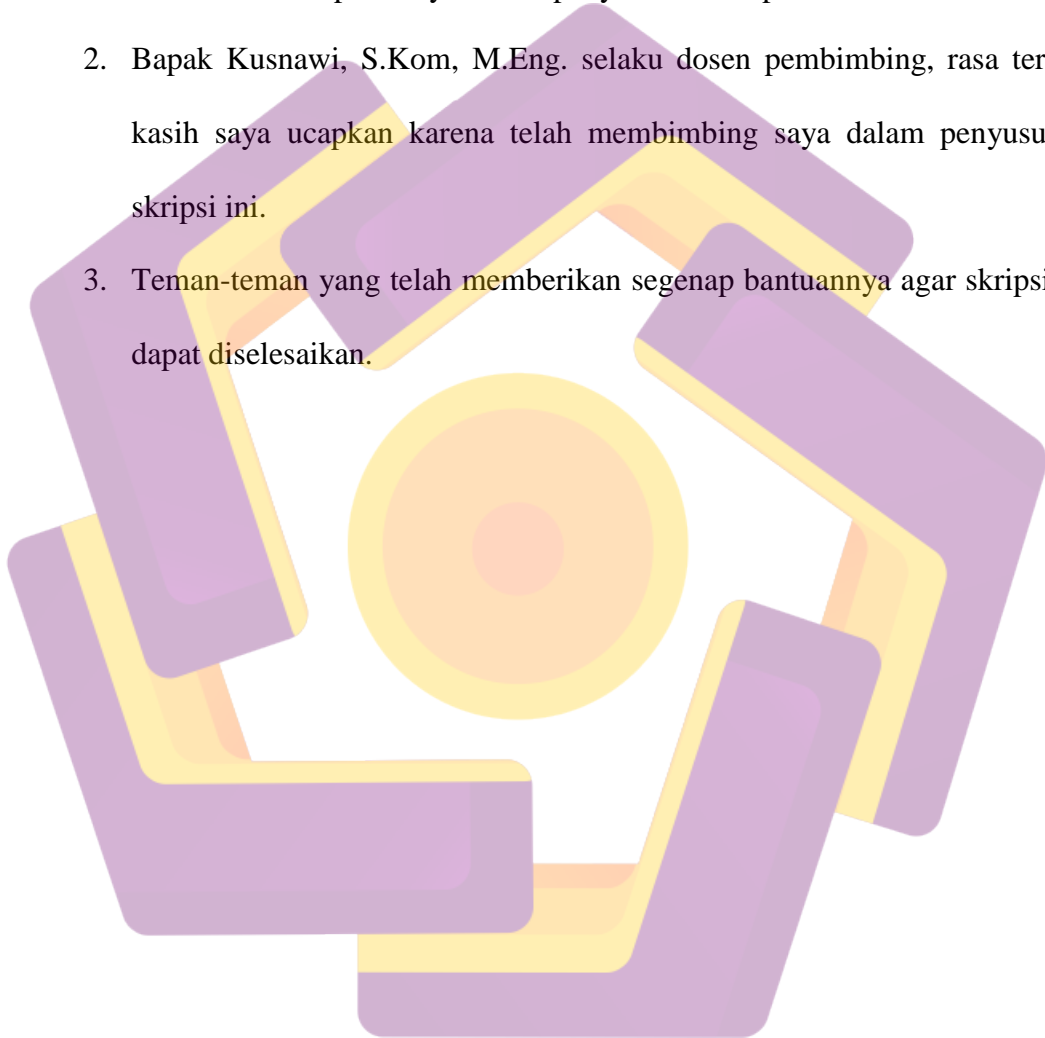 2. Bapak Kusnawi, S.Kom, M.Eng. selaku dosen pembimbing, rasa ter
kasih saya ucapkan karena telah membimbing saya dalam penyusu
skripsi ini.
3. Teman-teman yang telah memberikan segenap bantuannya agar skripsi
dapat diselesaikan.